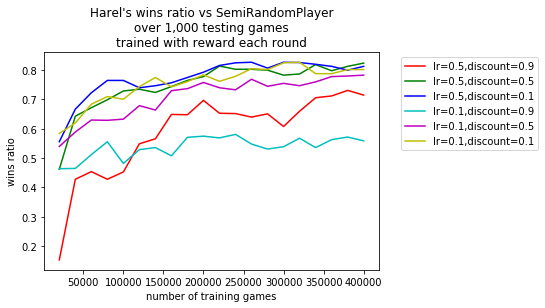 Harel's wins ratio vs SemiRandomPlayer
over 1,000 testing games
trained with reward each round
wins ratio
0.8
0.7
0.6
0.5
0.4
0.3
0.2
50000 100000 150000 200000 250000 300000 350000 400000
number of training games
lr=0.5,discount=0.9
lr=0.5,discount=0.5
lr=0.5,discount=0.1
lr=0.1,discount=0.9
lr=0.1,discount=0.5
lr=0.1,discount=0.1